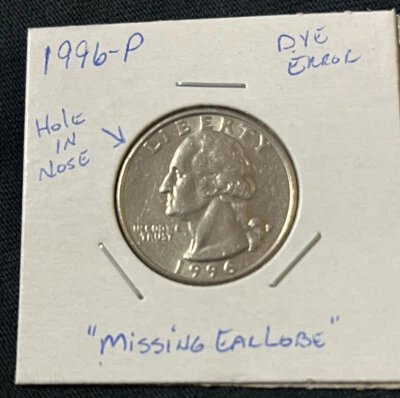 1996-P
DYE
ERROR
Hole
IN
NOSE
LIBERTY
IN GOD WE
TRUST
P
1996
"MISSING EARLOBE"